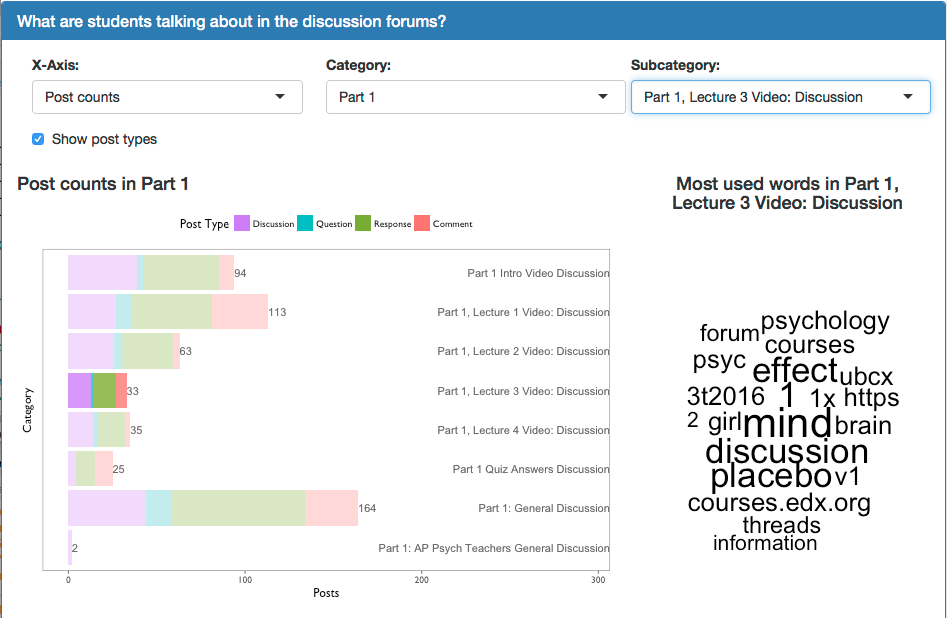 What are students talking about in the discussion forums?
X-Axis: Category: Subcategory:
Post counts Part 1 Part 1, Lecture 3 Video: Discussion
Show post types
Post counts in Part 1
Post Type Discussion Question Response Comment
Category
94 Part 1 Intro Video Discussion
113 Part 1, Lecture 1 Video: Discussion
63 Part 1, Lecture 2 Video: Discussion
33 Part 1, Lecture 3 Video: Discussion
35 Part 1, Lecture 4 Video: Discussion
25 Part 1 Quiz Answers Discussion
164 Part 1: General Discussion
2 Part 1: AP Psych Teachers General Discussion
0 100 200 300
Posts
Most used words in Part 1,
Lecture 3 Video: Discussion
forum psychology
courses
psyc effect ubcx
3t2016 1 1x https
2 girl mind brain
discussion
placebo v1
courses.edx.org
threads
information